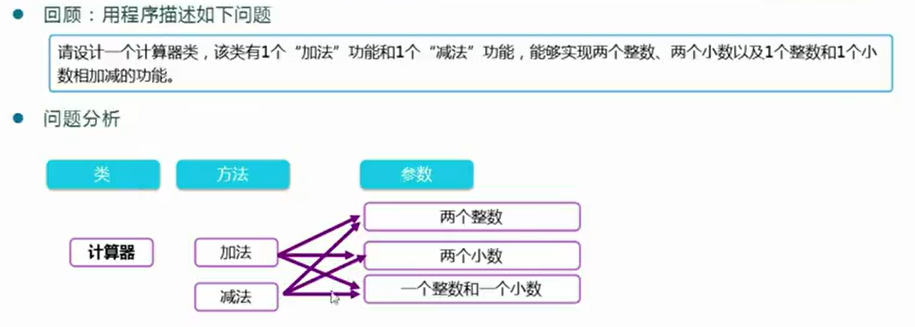 回顾：用程序描述如下问题
请设计一个计算器类，该类有1个“加法”功能和1个“减法”功能，能够实现两个整数、两个小数以及1个整数和1个小
数相加减的功能。
问题分析
类 方法 参数
两个整数
计算器 加法 两个小数
减法 一个整数和一个小数